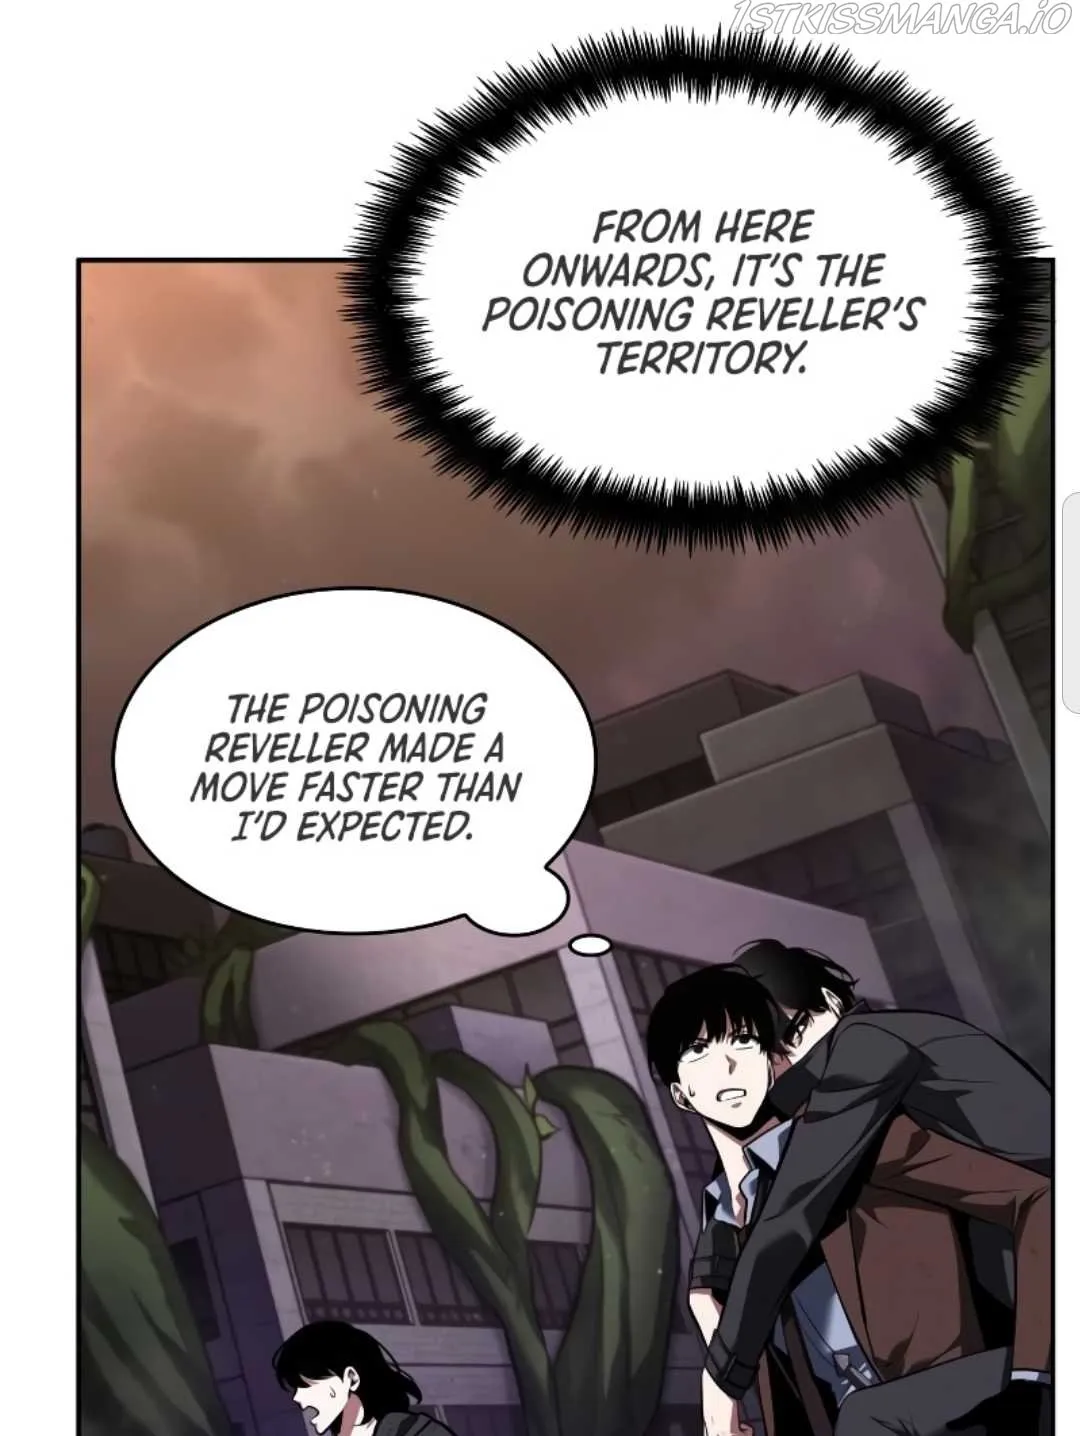 1STKISSMANGA.IO
FROM HERE
ONWARDS, IT'S THE
POISONING REVELLER'S
TERRITORY.
THE POISONING
REVELLER MADE A
MOVE FASTER THAN
I'D EXPECTED.